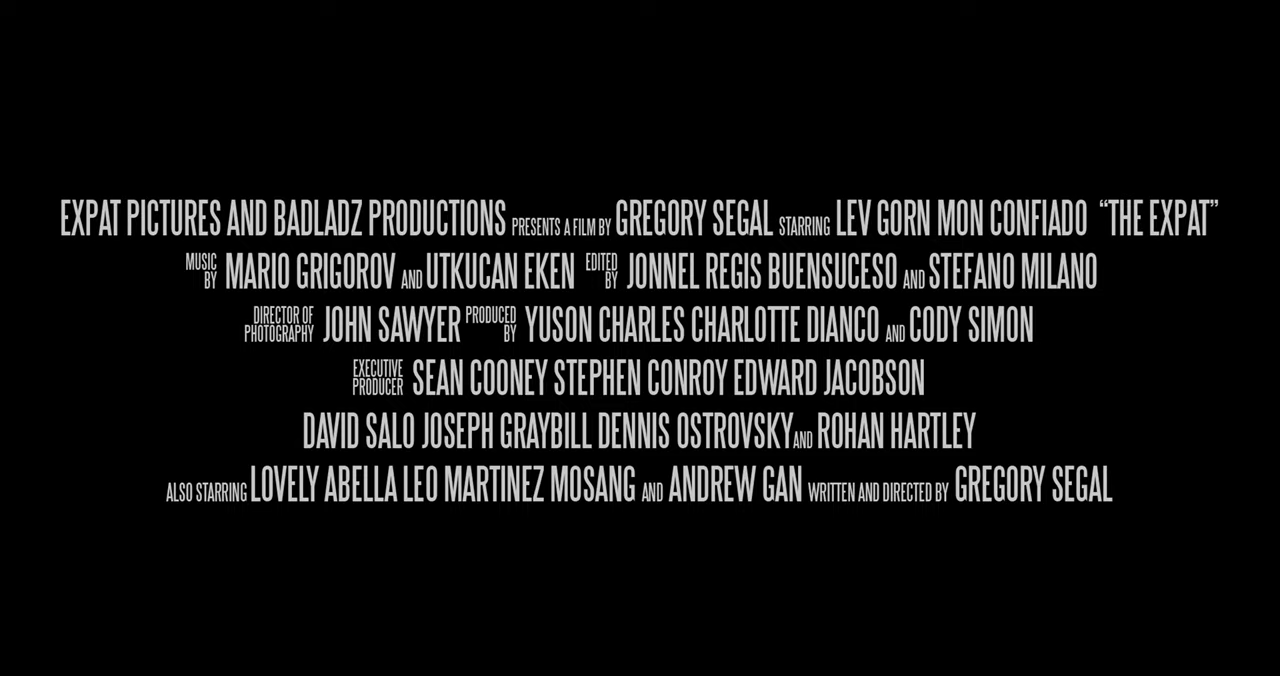 EXPAT PICTURES AND BADLADZ PRODUCTIONS PRESENTS A FILM BY GREGORY SEGAL STARRING LEV GORN MON CONFIADO “THE EXPAT”
MUSIC BY MARIO GRIGOROV AND UTKUCAN EKEN EDITED BY JONNEL REGIS BUENSUCESO AND STEFANO MILANO
DIRECTOR OF PHOTOGRAPHY JOHN SAWYER PRODUCED BY YUSON CHARLES CHARLOTTE DIANCO AND CODY SIMON
EXECUTIVE PRODUCER SEAN COONEY STEPHEN CONROY EDWARD JACOBSON
DAVID SALO JOSEPH GRAYBILL DENNIS OSTROVSKY AND ROHAN HARTLEY
ALSO STARRING LOVELY ABELLA LEO MARTINEZ MOSANG AND ANDREW GAN WRITTEN AND DIRECTED BY GREGORY SEGAL